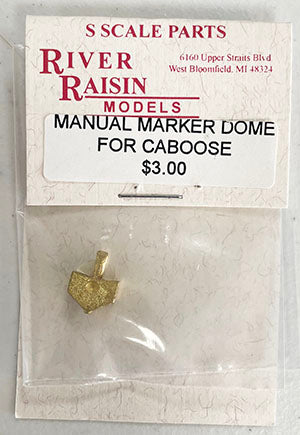 S SCALE PARTS
RIVER RAISIN MODELS
6160 Upper Straits Blvd
West Bloomfield, MI 48324
MANUAL MARKER DOME
FOR CABOOSE
$3.00